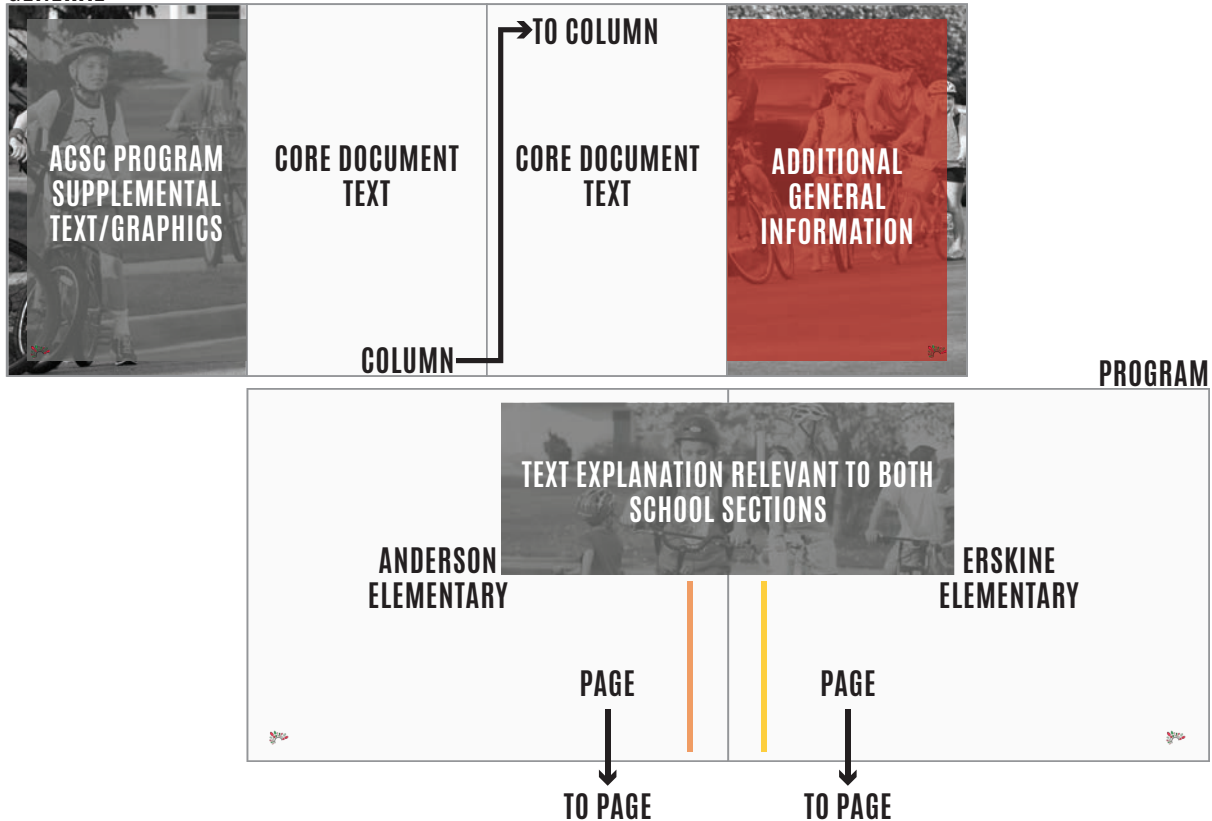 GENERAL
ACSC PROGRAM
SUPPLEMENTAL
TEXT/GRAPHICS
CORE DOCUMENT
TEXT
COLUMN
TO COLUMN
CORE DOCUMENT
TEXT
ADDITIONAL
GENERAL
INFORMATION
PROGRAM
TEXT EXPLANATION RELEVANT TO BOTH
SCHOOL SECTIONS
ANDERSON
ELEMENTARY
PAGE
TO PAGE
ERSKINE
ELEMENTARY
PAGE
TO PAGE